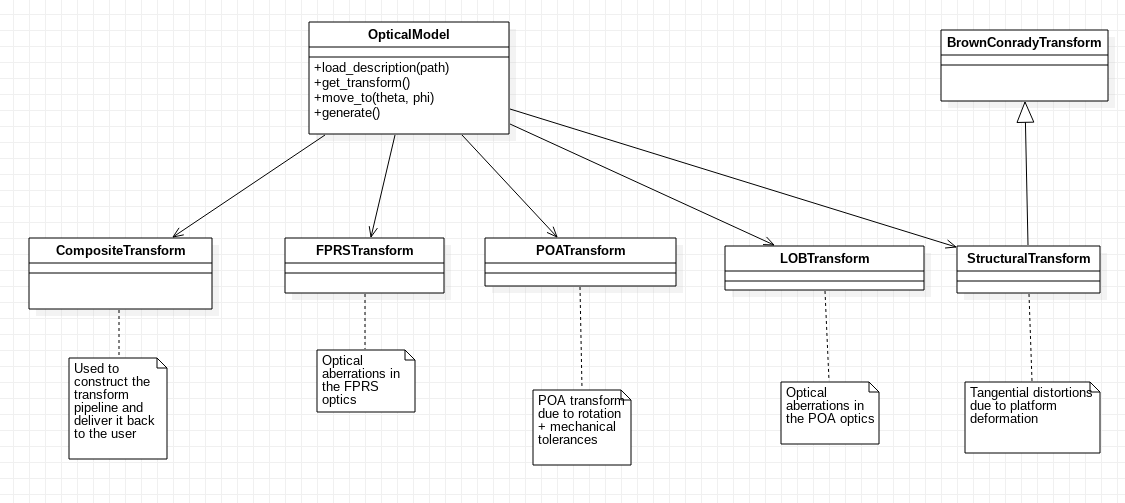 OpticalModel
+load_description(path)
+get_transform()
+move_to(theta, phi)
+generate()
BrownConradyTransform
CompositeTransform
FPRSTransform
POATransform
LOBTransform
StructuralTransform
Used to
construct the
transform
pipeline and
deliver it back
to the user
Optical
aberrations in
the FPRS
optics
POA transform
due to rotation
+ mechanical
tolerances
Optical
aberrations in
the POA optics
Tangential distortions
due to platform
deformation